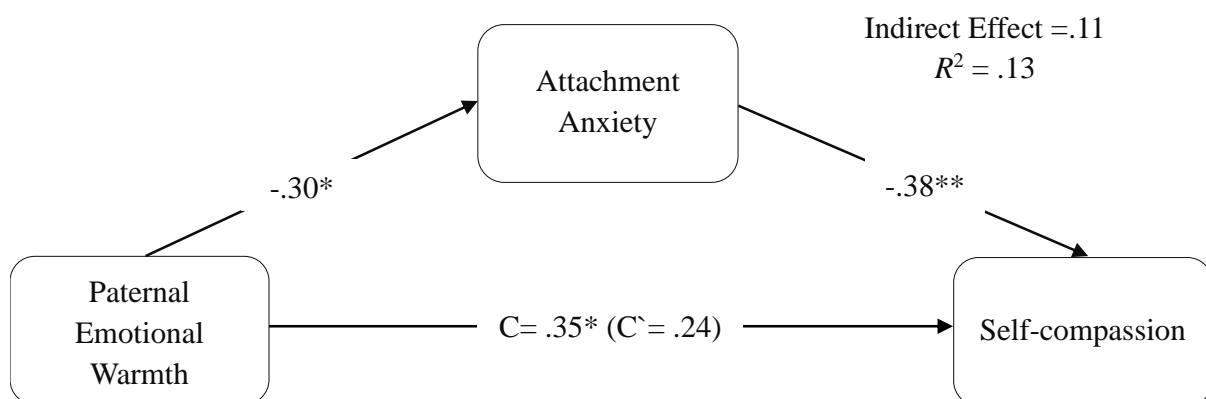 Indirect Effect =.11
R² = .13
Attachment
Anxiety
-.30*
-.38**
Paternal
Emotional
Warmth
C= .35* (C`= .24)
Self-compassion